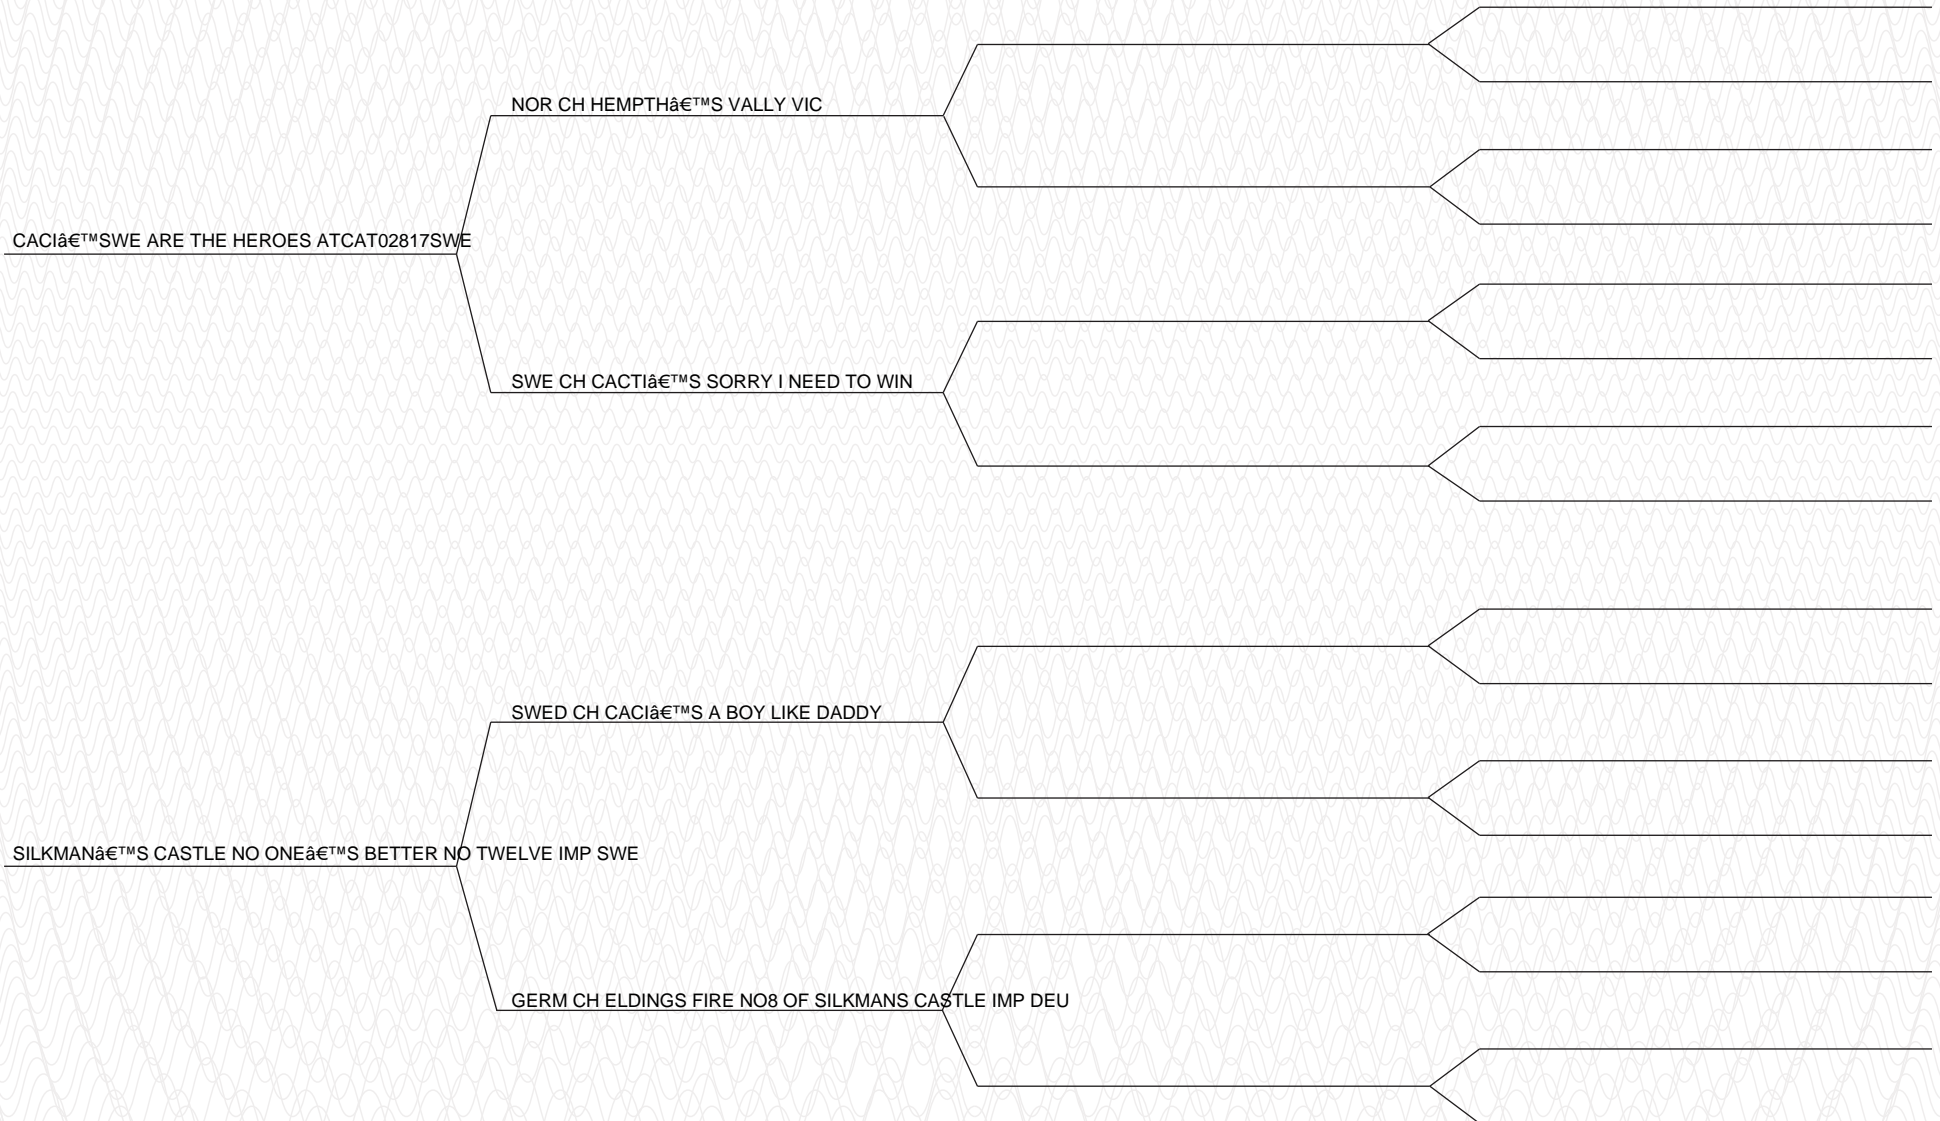 NOR CH HEMPTHâ€™S VALLY VIC
CACIâ€™SWE ARE THE HEROES ATCAT02817SWE
SWE CH CACTIâ€™S SORRY I NEED TO WIN
SWED CH CACIâ€™S A BOY LIKE DADDY
SILKMANâ€™S CASTLE NO ONEâ€™S BETTER NO TWELVE IMP SWE
GERM CH ELDINGS FIRE NO8 OF SILKMANS CASTLE IMP DEU